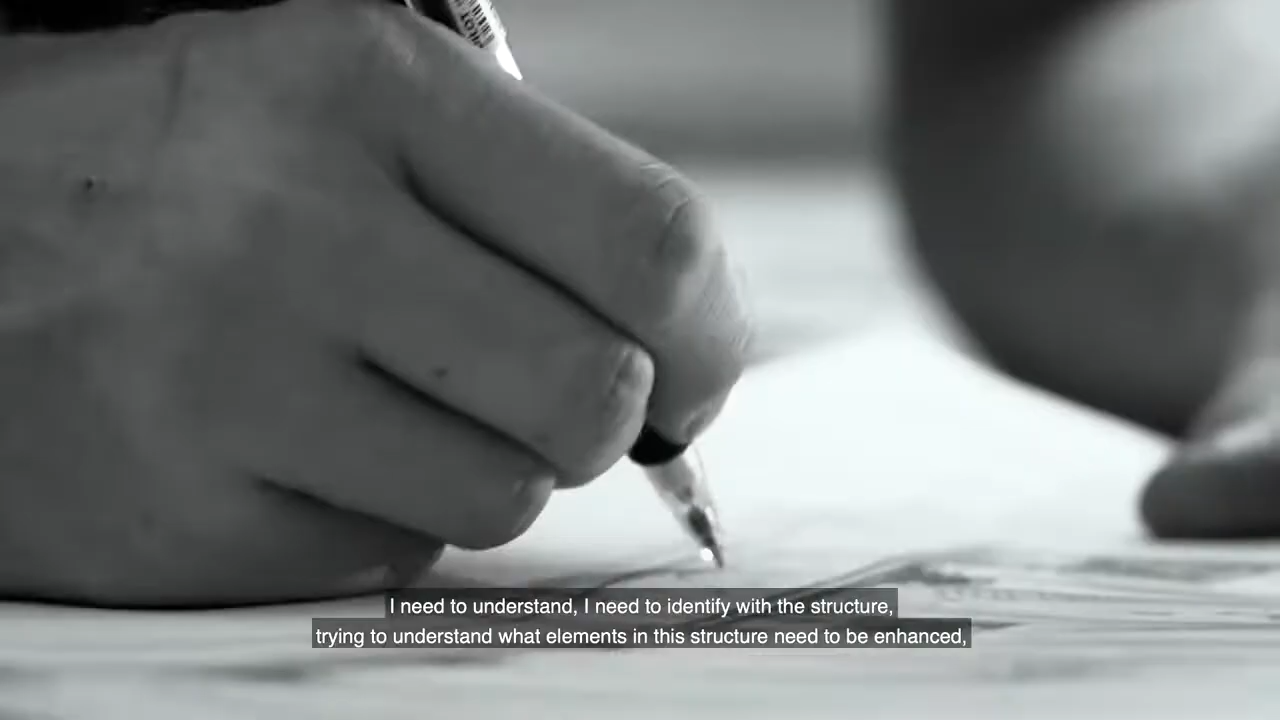 PILOT
I need to understand, I need to identify with the structure,
trying to understand what elements in this structure need to be enhanced,